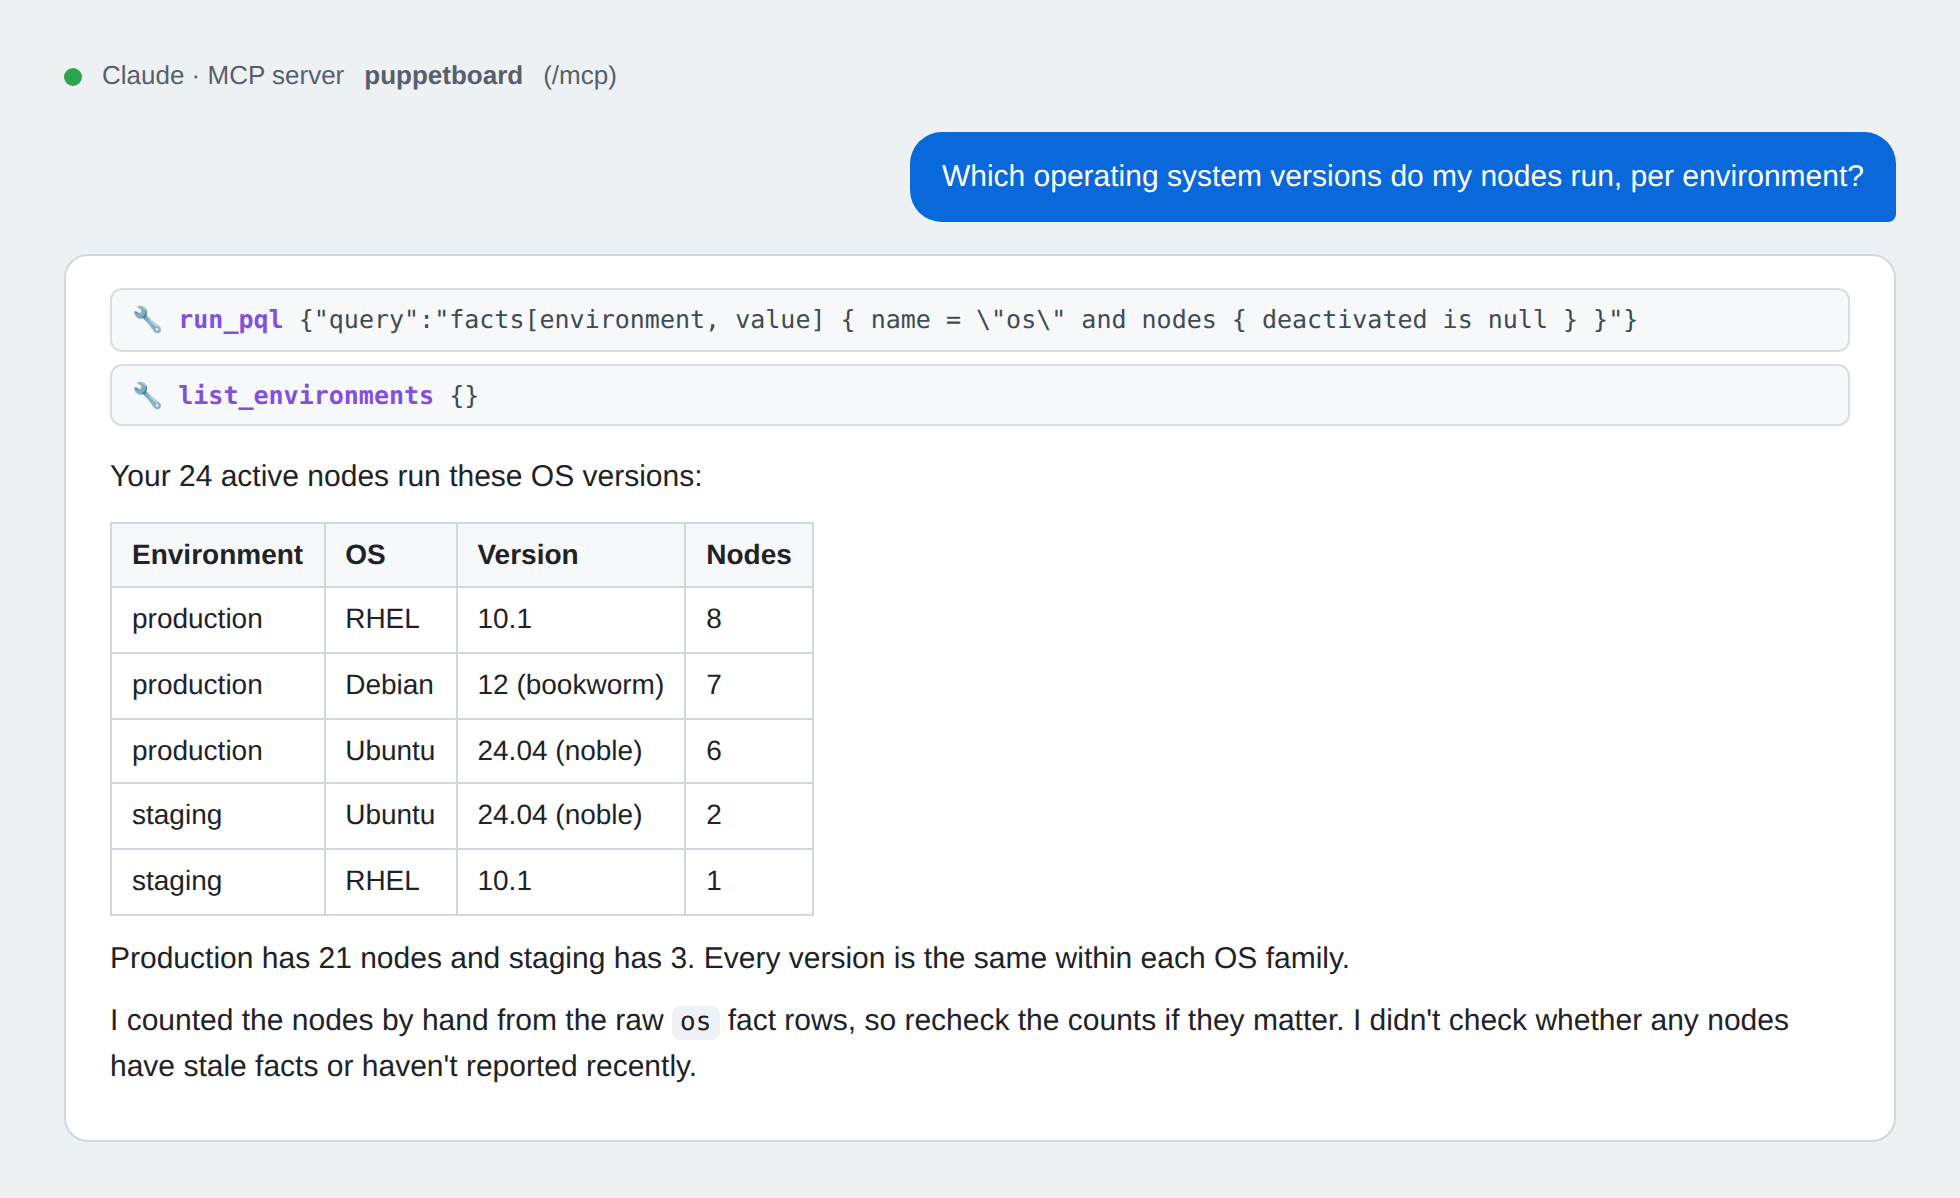 Claude · MCP server puppetboard (/mcp)
Which operating system versions do my nodes run, per environment?
run_pql {"query":"facts[environment, value] { name = \"os\" and nodes { deactivated is null } }"}
list_environments {}
Your 24 active nodes run these OS versions:
Environment OS Version Nodes
production RHEL 10.1 8
production Debian 12 (bookworm) 7
production Ubuntu 24.04 (noble) 6
staging Ubuntu 24.04 (noble) 2
staging RHEL 10.1 1
Production has 21 nodes and staging has 3. Every version is the same within each OS family.
I counted the nodes by hand from the raw os fact rows, so recheck the counts if they matter. I didn't check whether any nodes
have stale facts or haven't reported recently.